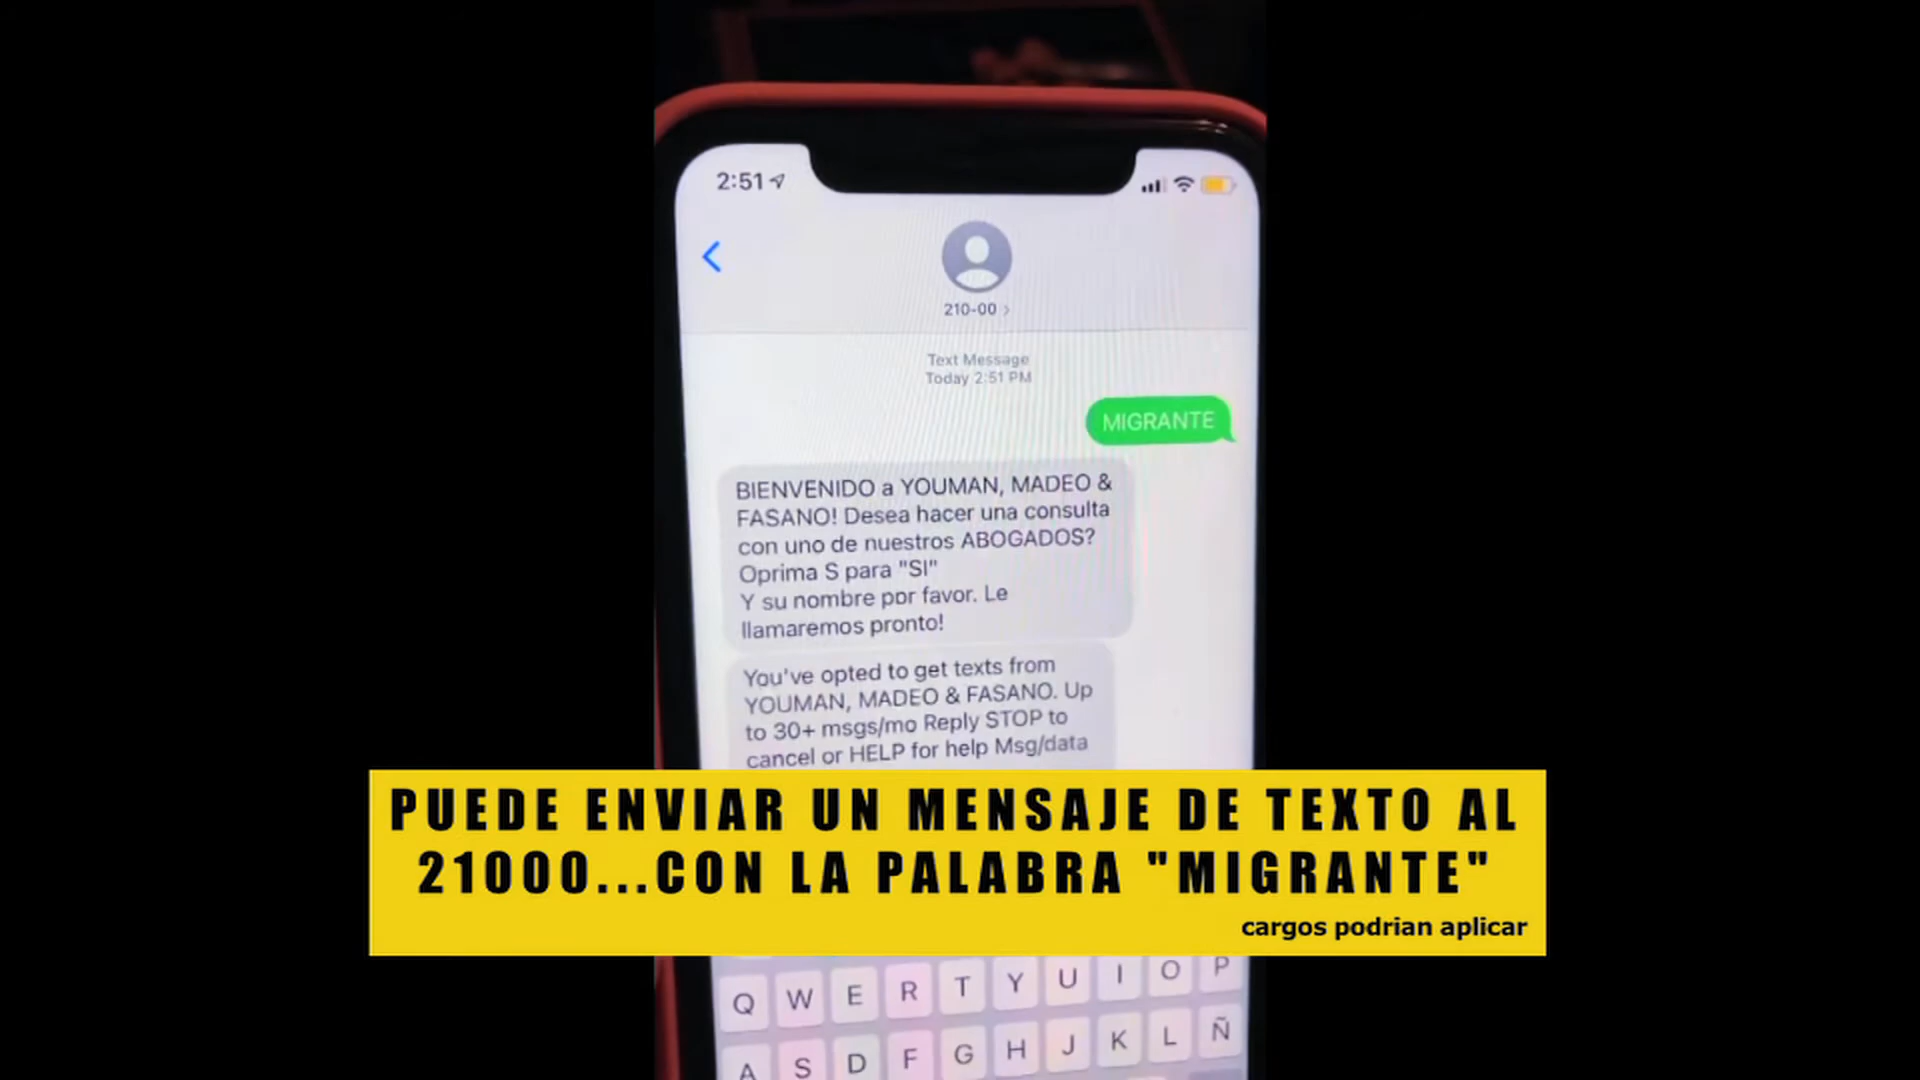 2:51
210-00
Text Message
Today 2:51 PM
MIGRANTE
BIENVENIDO a YOUMAN, MADEO &
FASANO! Desea hacer una consulta
con uno de nuestros ABOGADOS?
Oprima S para "SI"
Y su nombre por favor. Le
llamaremos pronto!
You've opted to get texts from
YOUMAN, MADEO & FASANO. Up
to 30+ msgs/mo Reply STOP to
cancel or HELP for help Msg/data
PUEDE ENVIAR UN MENSAJE DE TEXTO AL
21000...CON LA PALABRA "MIGRANTE"
cargos podrian aplicar
Q W E R T Y U I O P
A S D F G H J K L Ñ